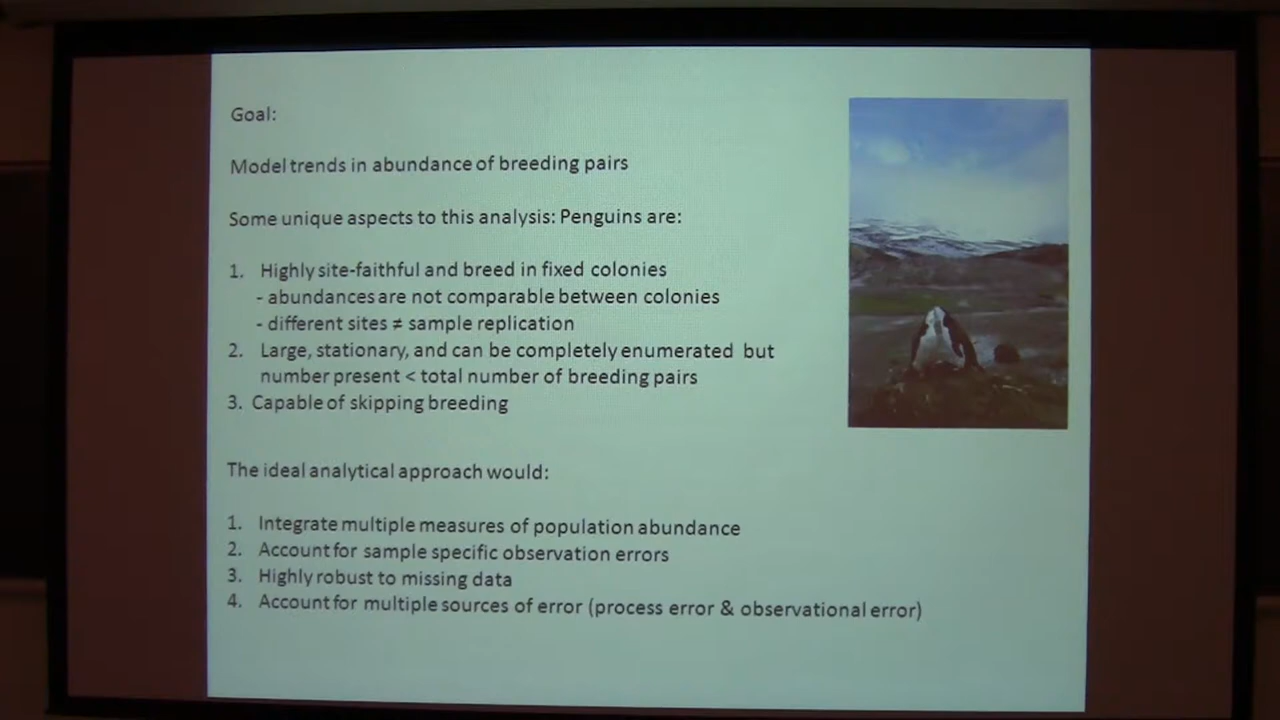 Goal:
Model trends in abundance of breeding pairs
Some unique aspects to this analysis: Penguins are:
1. Highly site-faithful and breed in fixed colonies
- abundances are not comparable between colonies
- different sites ≠ sample replication
2. Large, stationary, and can be completely enumerated but
number present < total number of breeding pairs
3. Capable of skipping breeding
The ideal analytical approach would:
1. Integrate multiple measures of population abundance
2. Account for sample specific observation errors
3. Highly robust to missing data
4. Account for multiple sources of error (process error & observational error)